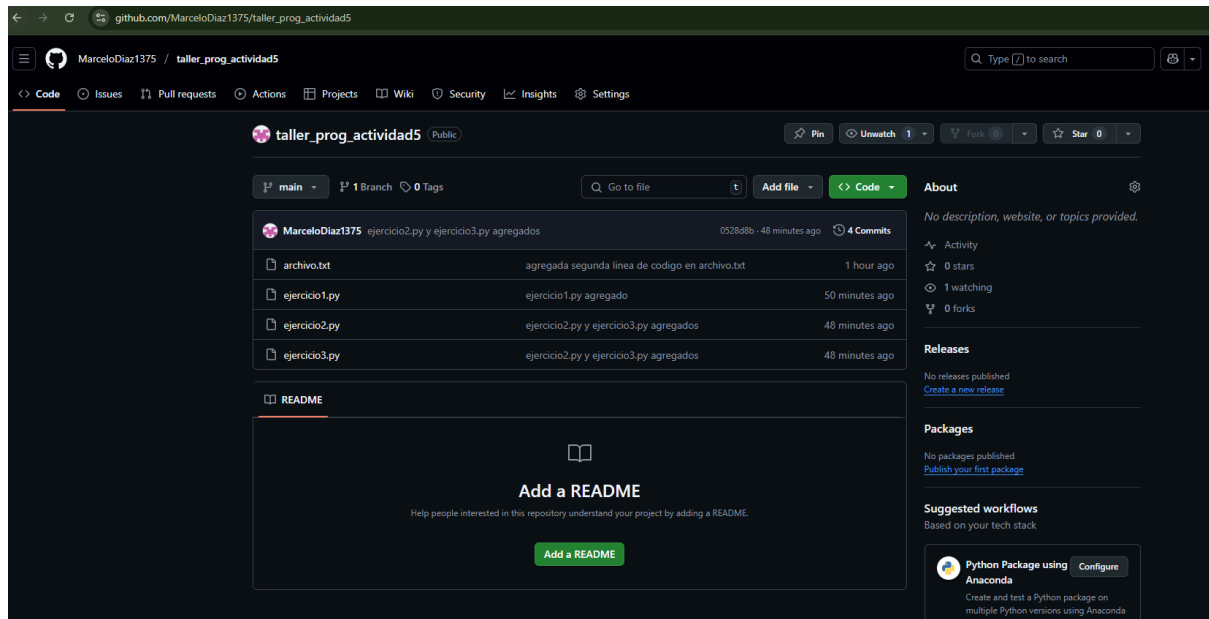 github.com/MarceloDiaz1375/taller_prog_actividad5
MarceloDiaz1375 / taller_prog_actividad5
Type / to search
Code Issues Pull requests Actions Projects Wiki Security Insights Settings
taller_prog_actividad5 Public
Pin Unwatch 1 Fork 0 Star 0
main 1 Branch 0 Tags Go to file t Add file Code
MarceloDiaz1375 ejercicio2.py y ejercicio3.py agregados 0528d8b · 48 minutes ago 4 Commits
archivo.txt agregada segunda linea de codigo en archivo.txt 1 hour ago
ejercicio1.py ejercicio1.py agregado 50 minutes ago
ejercicio2.py ejercicio2.py y ejercicio3.py agregados 48 minutes ago
ejercicio3.py ejercicio2.py y ejercicio3.py agregados 48 minutes ago
README
Add a README
Help people interested in this repository understand your project by adding a README.
Add a README
About
No description, website, or topics provided.
Activity
0 stars
1 watching
0 forks
Releases
No releases published
Create a new release
Packages
No packages published
Publish your first package
Suggested workflows
Based on your tech stack
Python Package using Configure
Anaconda
Create and test a Python package on
multiple Python versions using Anaconda